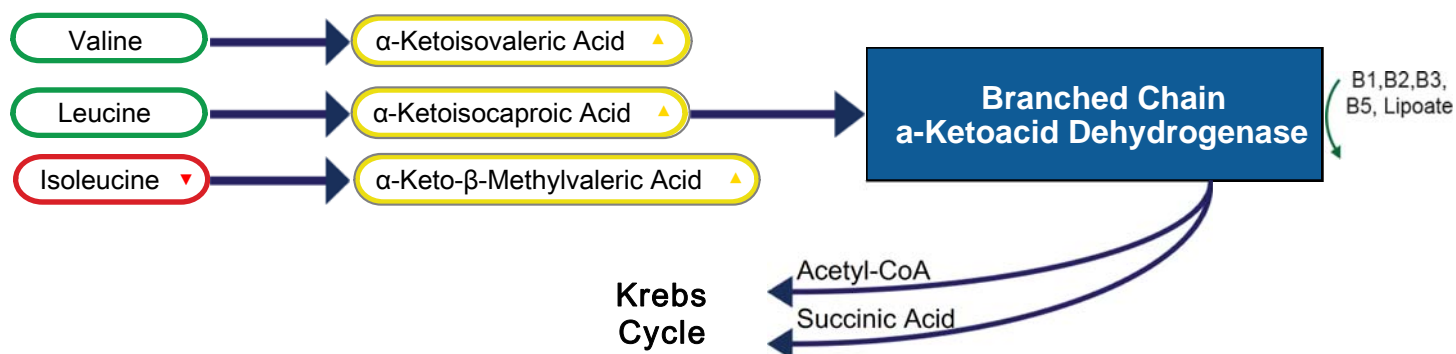 Valine
α-Ketoisovaleric Acid ▲
Leucine
α-Ketoisocaproic Acid ▲
Isoleucine ▼
α-Keto-β-Methylvaleric Acid ▲
Branched Chain
a-Ketoacid Dehydrogenase
B1,B2,B3,
B5, Lipoate
Acetyl-CoA
Krebs
Cycle
Succinic Acid